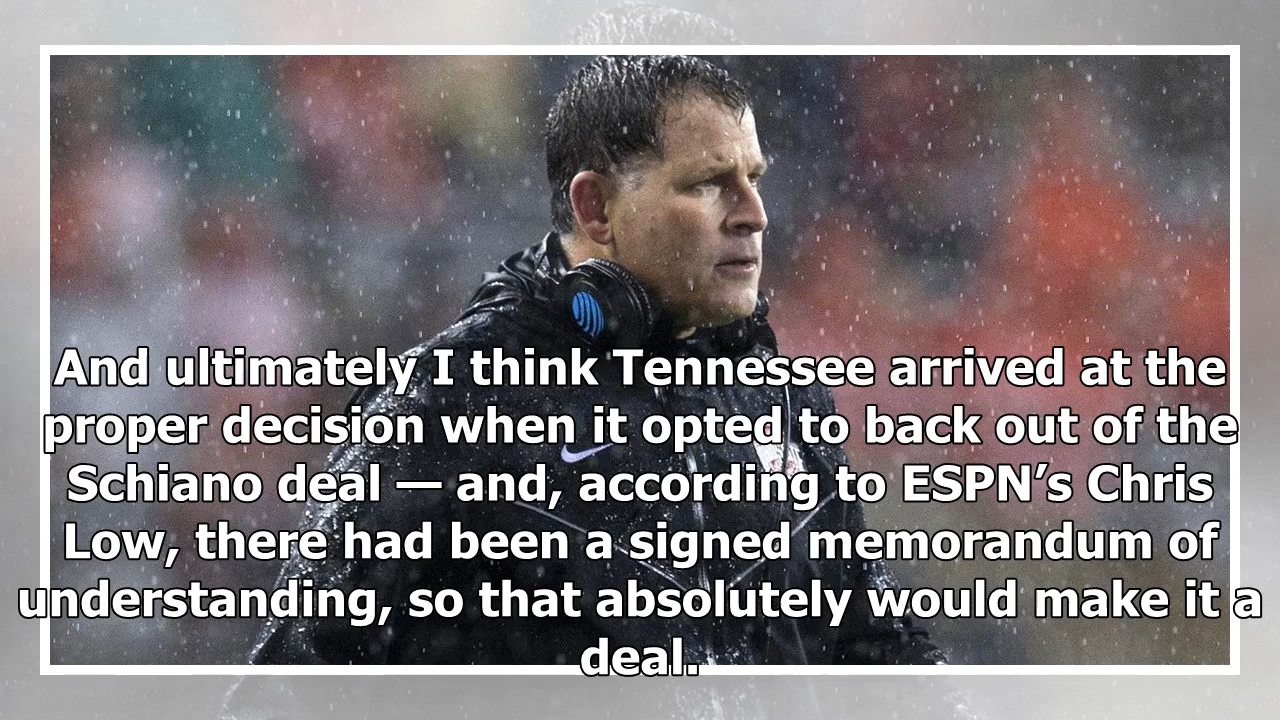 And ultimately I think Tennessee arrived at the
proper decision when it opted to back out of the
Schiano deal — and, according to ESPN’s Chris
Low, there had been a signed memorandum of
understanding, so that absolutely would make it a
deal.